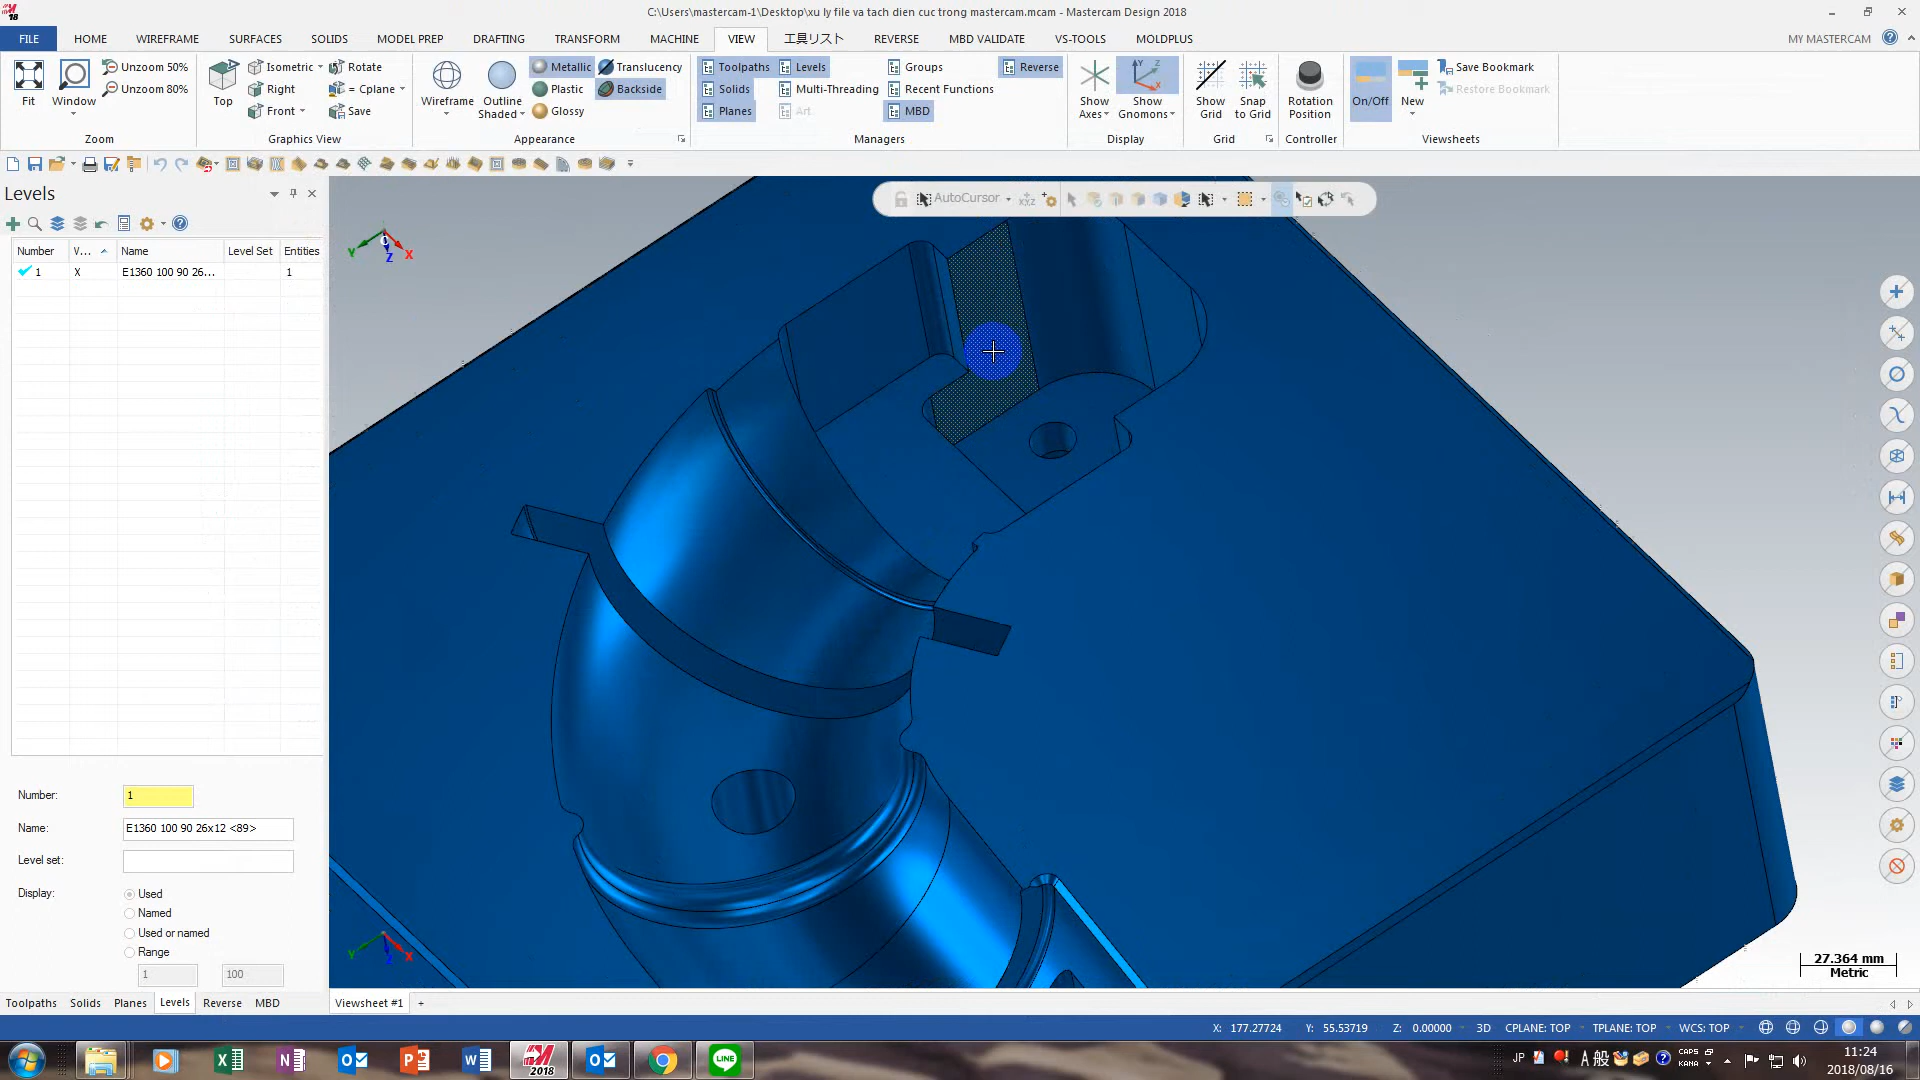 C:\Users\mastercam-1\Desktop\xu ly file va tach dien cuc trong mastercam.mcam - Mastercam Design 2018
FILE HOME WIREFRAME SURFACES SOLIDS MODEL PREP DRAFTING TRANSFORM MACHINE VIEW 工具リスト REVERSE MBD VALIDATE VS-TOOLS MOLDPLUS MY MASTERCAM
Fit
Window
Unzoom 50%
Unzoom 80%
Zoom
Top
Isometric
Right
Front
Rotate
= Cplane
Save
Graphics View
Wireframe
Outline
Shaded
Metallic
Plastic
Glossy
Translucency
Backside
Appearance
Toolpaths
Solids
Planes
Levels
Multi-Threading
Art
Groups
Recent Functions
MBD
Reverse
Managers
Show
Axes
Show
Gnomons
Display
Show
Grid
Snap
to Grid
Grid
Rotation
Position
Controller
On/Off
New
Save Bookmark
Restore Bookmark
Viewsheets
Levels
Number V... Name Level Set Entities
1 X E1360 100 90 26... 1
Number: 1
Name: E1360 100 90 26x12 <89>
Level set:
Display: Used
Named
Used or named
Range
1 100
Toolpaths Solids Planes Levels Reverse MBD
AutoCursor
Y Z X
Y Z X
27.364 mm
Metric
Viewsheet #1 +
X: 177.27724 Y: 55.53719 Z: 0.00000 3D CPLANE: TOP TPLANE: TOP WCS: TOP
2018
LINE
JP A 般 CAPS
KANA
11:24
2018/08/16